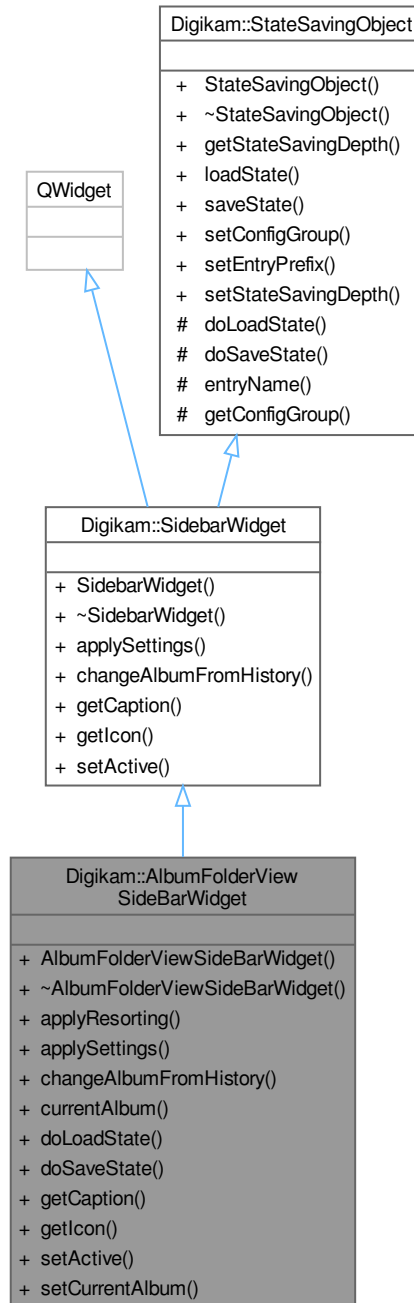 Digikam::StateSavingObject
+ StateSavingObject()
+ ~StateSavingObject()
+ getStateSavingDepth()
+ loadState()
+ saveState()
+ setConfigGroup()
+ setEntryPrefix()
+ setStateSavingDepth()
# doLoadState()
# doSaveState()
# entryName()
# getConfigGroup()
QWidget
Digikam::SidebarWidget
+ SidebarWidget()
+ ~SidebarWidget()
+ applySettings()
+ changeAlbumFromHistory()
+ getCaption()
+ getIcon()
+ setActive()
Digikam::AlbumFolderView
SideBarWidget
+ AlbumFolderViewSideBarWidget()
+ ~AlbumFolderViewSideBarWidget()
+ applyResorting()
+ applySettings()
+ changeAlbumFromHistory()
+ currentAlbum()
+ doLoadState()
+ doSaveState()
+ getCaption()
+ getIcon()
+ setActive()
+ setCurrentAlbum()